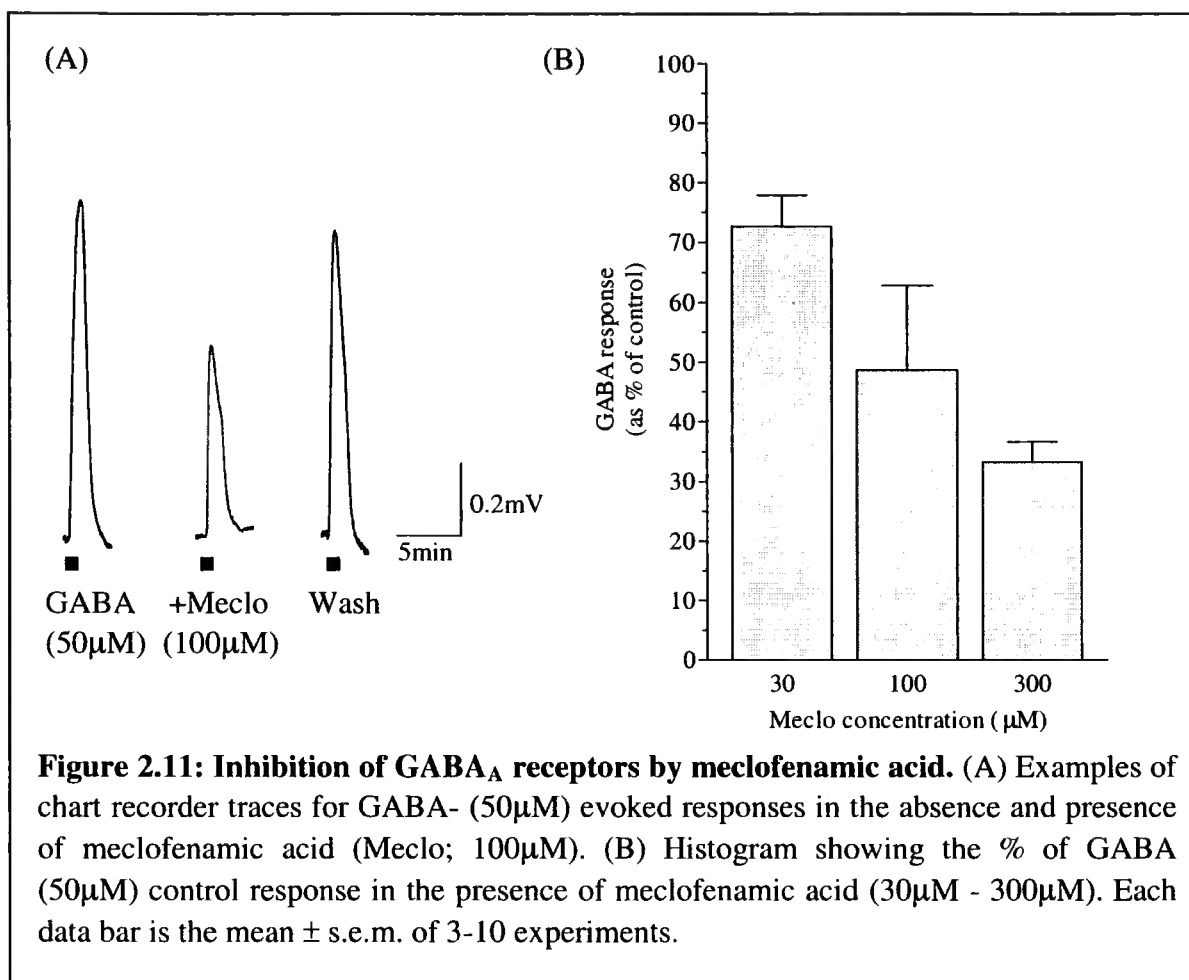 (A)
0.2mV
5min
GABA +Meclo Wash
(50µM) (100µM)
(B)
100
90
80
70
60
50
40
30
20
10
0
GABA response
(as % of control)
30 100 300
Meclo concentration (µM)
Figure 2.11: Inhibition of GABA_A receptors by meclofenamic acid. (A) Examples of
chart recorder traces for GABA- (50µM) evoked responses in the absence and presence
of meclofenamic acid (Meclo; 100µM). (B) Histogram showing the % of GABA
(50µM) control response in the presence of meclofenamic acid (30µM - 300µM). Each
data bar is the mean ± s.e.m. of 3-10 experiments.